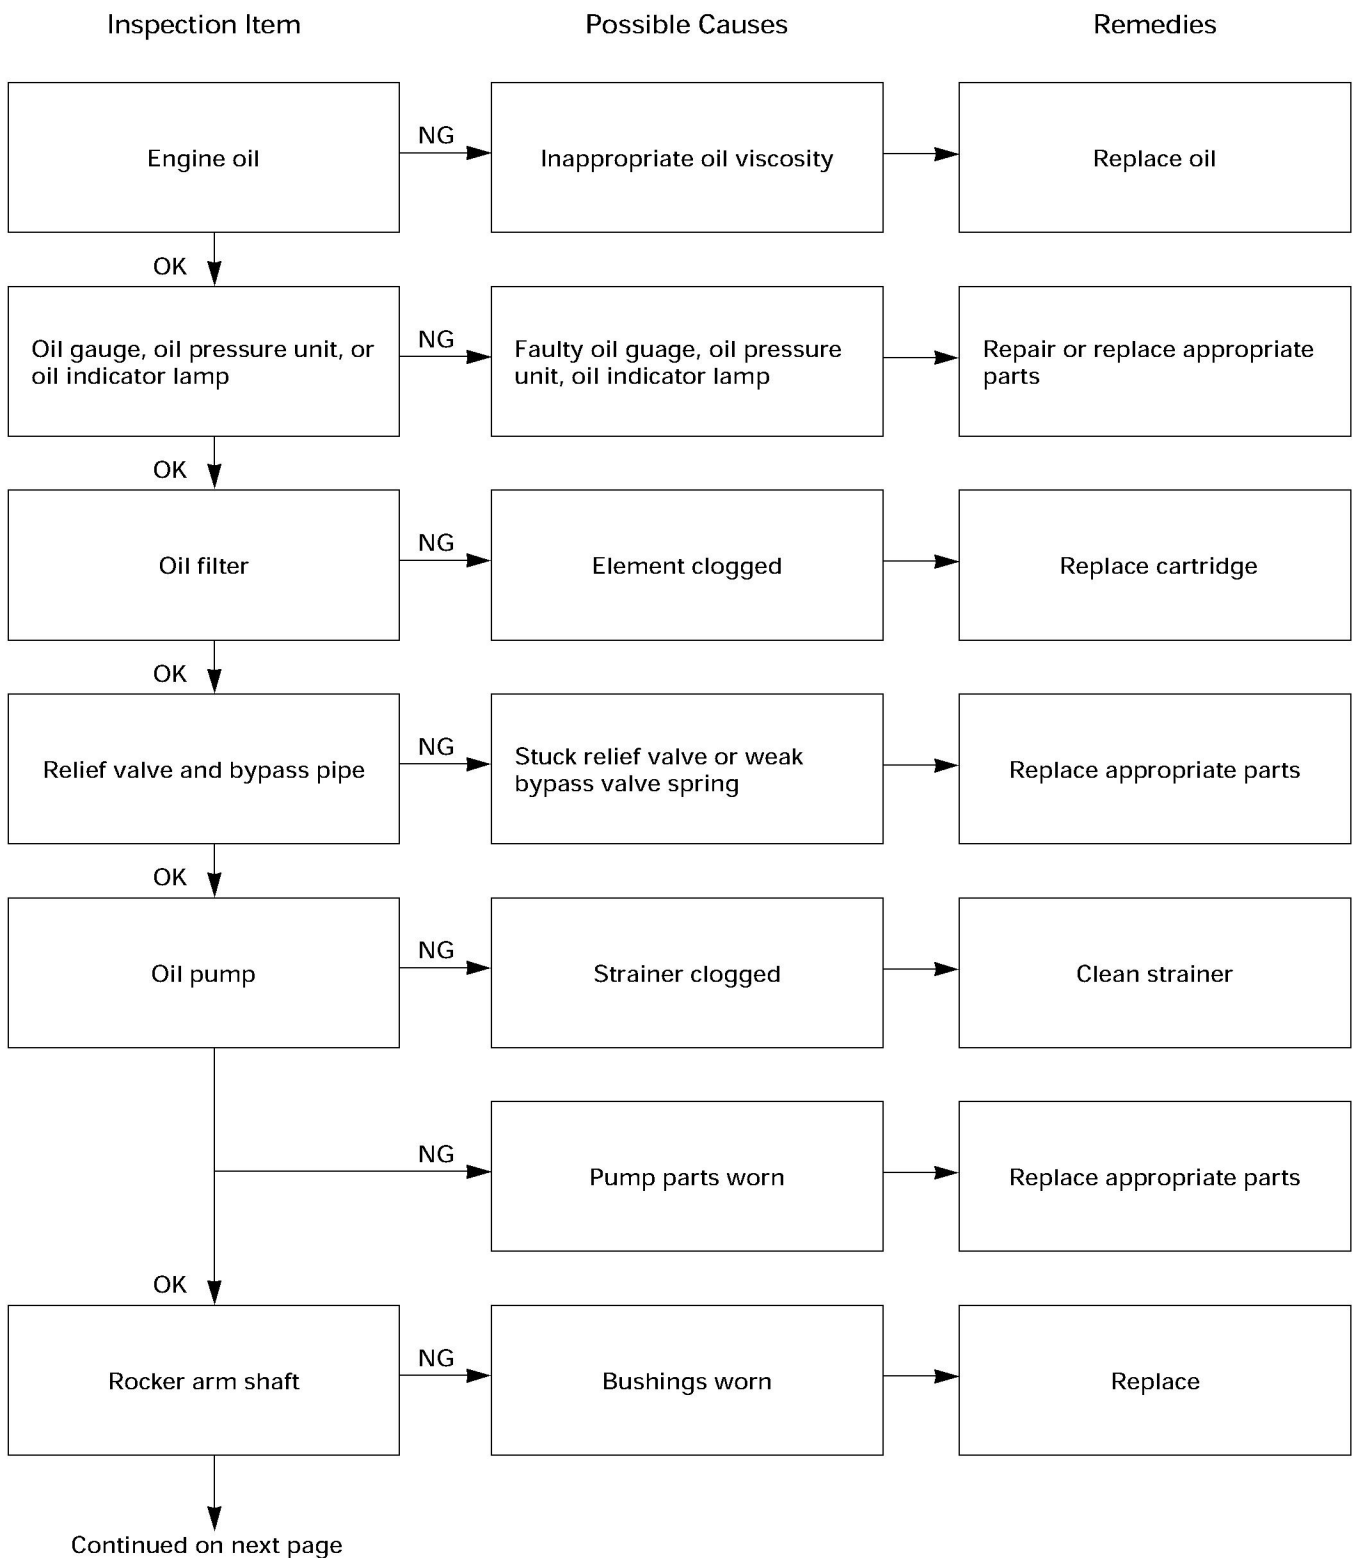 Inspection Item
Possible Causes
Remedies
Engine oil
NG
Inappropriate oil viscosity
Replace oil
OK
Oil gauge, oil pressure unit, or
oil indicator lamp
NG
Faulty oil guage, oil pressure
unit, oil indicator lamp
Repair or replace appropriate
parts
OK
Oil filter
NG
Element clogged
Replace cartridge
OK
Relief valve and bypass pipe
NG
Stuck relief valve or weak
bypass valve spring
Replace appropriate parts
OK
Oil pump
NG
Strainer clogged
Clean strainer
NG
Pump parts worn
Replace appropriate parts
OK
Rocker arm shaft
NG
Bushings worn
Replace
Continued on next page